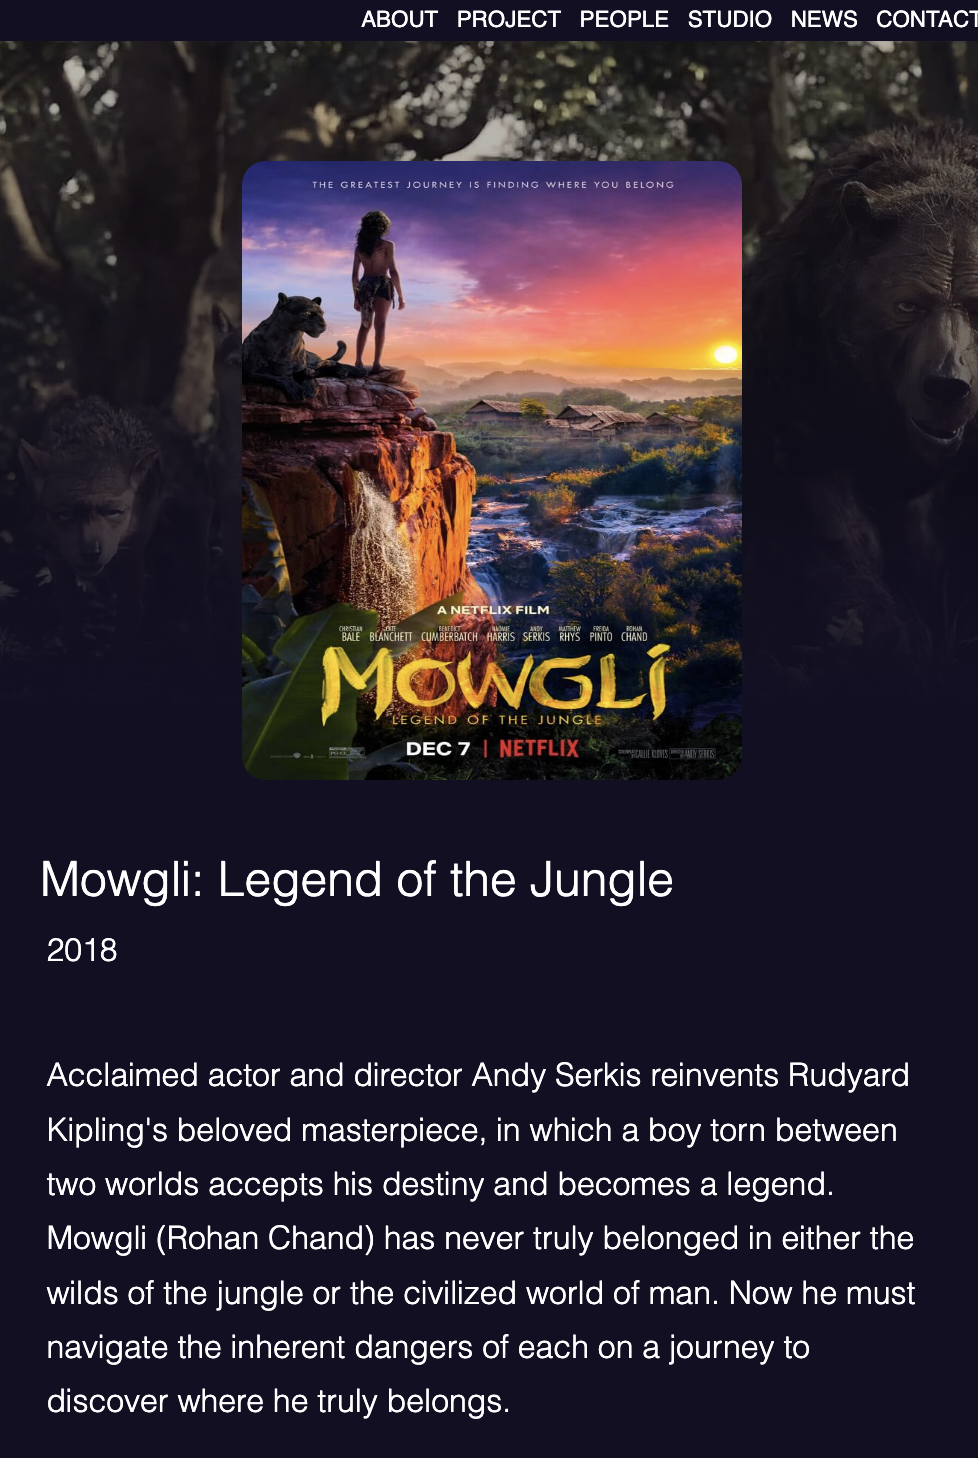 ABOUT PROJECT PEOPLE STUDIO NEWS CONTACT
THE GREATEST JOURNEY IS FINDING WHERE YOU BELONG
A NETFLIX FILM
CHRISTIAN BALE CATE BLANCHETT BENEDICT CUMBERBATCH NAOMIE HARRIS ANDY SERKIS MATTHEW RHYS FREIDA PINTO ROHAN CHAND
MOWGLI
LEGEND OF THE JUNGLE
DEC 7 | NETFLIX
Mowgli: Legend of the Jungle
2018
Acclaimed actor and director Andy Serkis reinvents Rudyard
Kipling's beloved masterpiece, in which a boy torn between
two worlds accepts his destiny and becomes a legend.
Mowgli (Rohan Chand) has never truly belonged in either the
wilds of the jungle or the civilized world of man. Now he must
navigate the inherent dangers of each on a journey to
discover where he truly belongs.